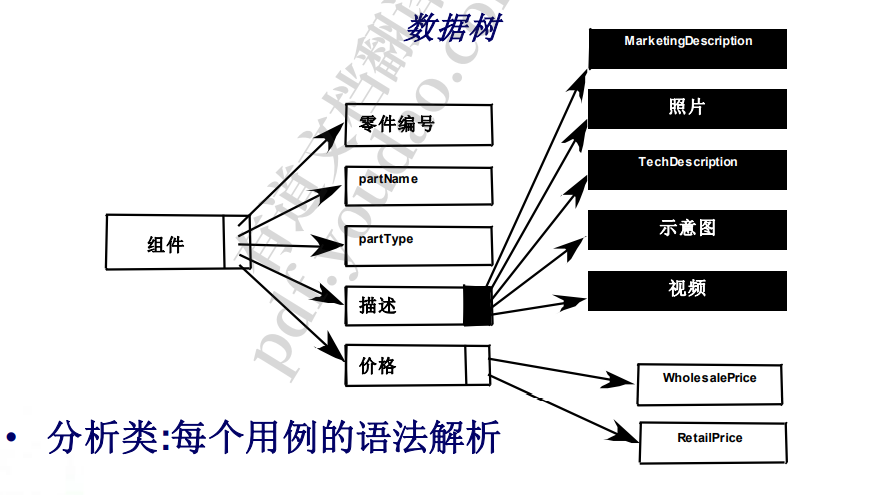 数据树
MarketingDescription
照片
零件编号
TechDescription
partName
示意图
组件
partType
视频
描述
价格
WholesalePrice
RetailPrice
• 分析类:每个用例的语法解析
有道文档翻译
pdf.youdao.com